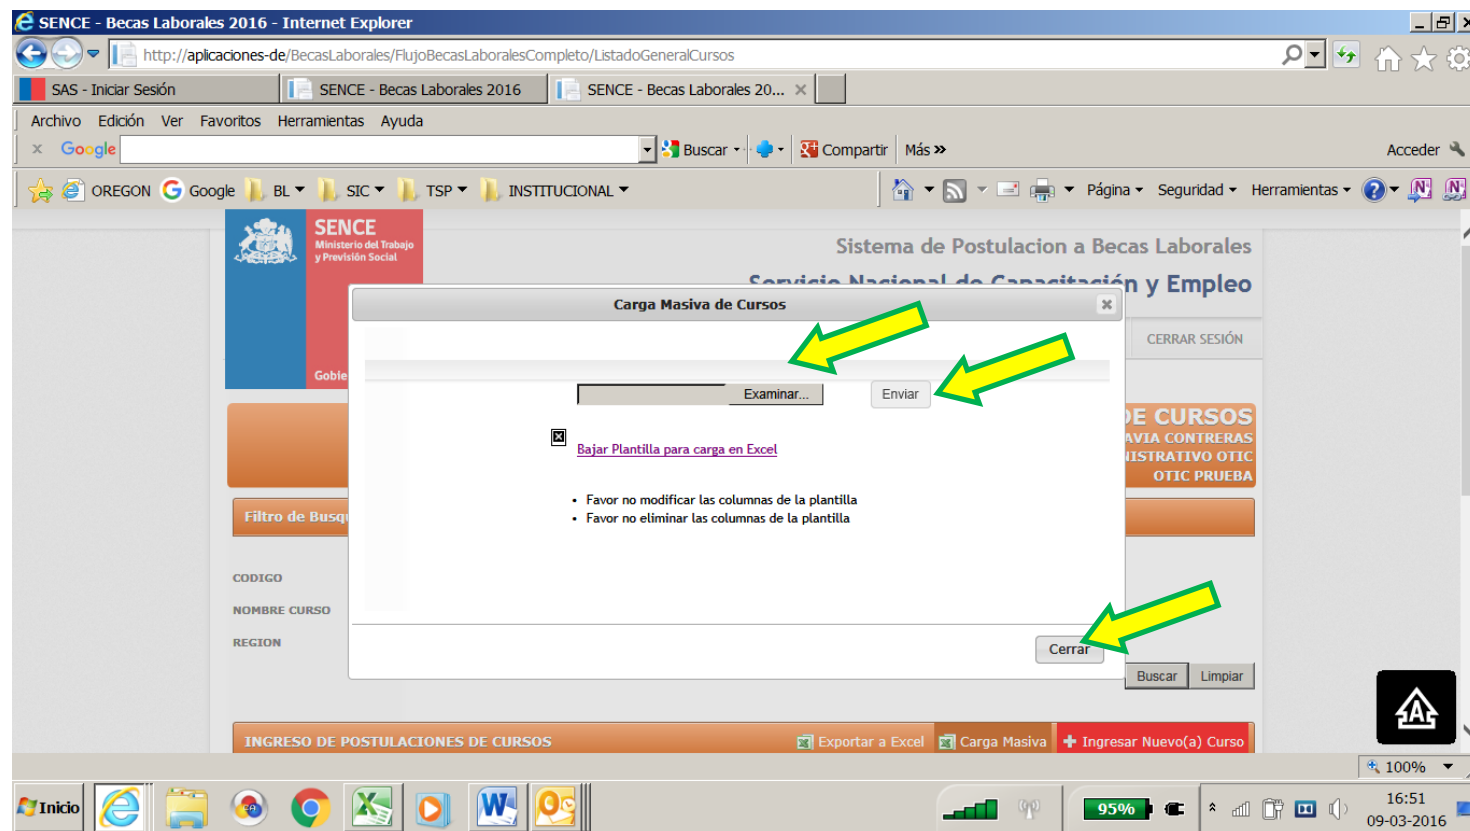 SENCE - Becas Laborales 2016 - Internet Explorer
http://aplicaciones-de/BecasLaborales/FlujoBecasLaboralesCompleto/ListadoGeneralCursos
SAS - Iniciar Sesión SENCE - Becas Laborales 2016 SENCE - Becas Laborales 20...
Archivo Edición Ver Favoritos Herramientas Ayuda
x Google Buscar Compartir Más » Acceder
OREGON Google BL SIC TSP INSTITUCIONAL Página Seguridad Herramientas
SENCE
Ministerio del Trabajo
y Previsión Social
Sistema de Postulacion a Becas Laborales
Servicio Nacional de Capacitación y Empleo
Carga Masiva de Cursos
CERRAR SESIÓN
Gobie
Examinar... Enviar
DE CURSOS
AVIA CONTRERAS
Bajar Plantilla para carga en Excel
NISTRATIVO OTIC
OTIC PRUEBA
• Favor no modificar las columnas de la plantilla
• Favor no eliminar las columnas de la plantilla
Filtro de Busqu
CODIGO
NOMBRE CURSO
REGION
Cerrar
Buscar Limpiar
INGRESO DE POSTULACIONES DE CURSOS Exportar a Excel Carga Masiva + Ingresar Nuevo(a) Curso
100%
Inicio 95% 16:51
09-03-2016